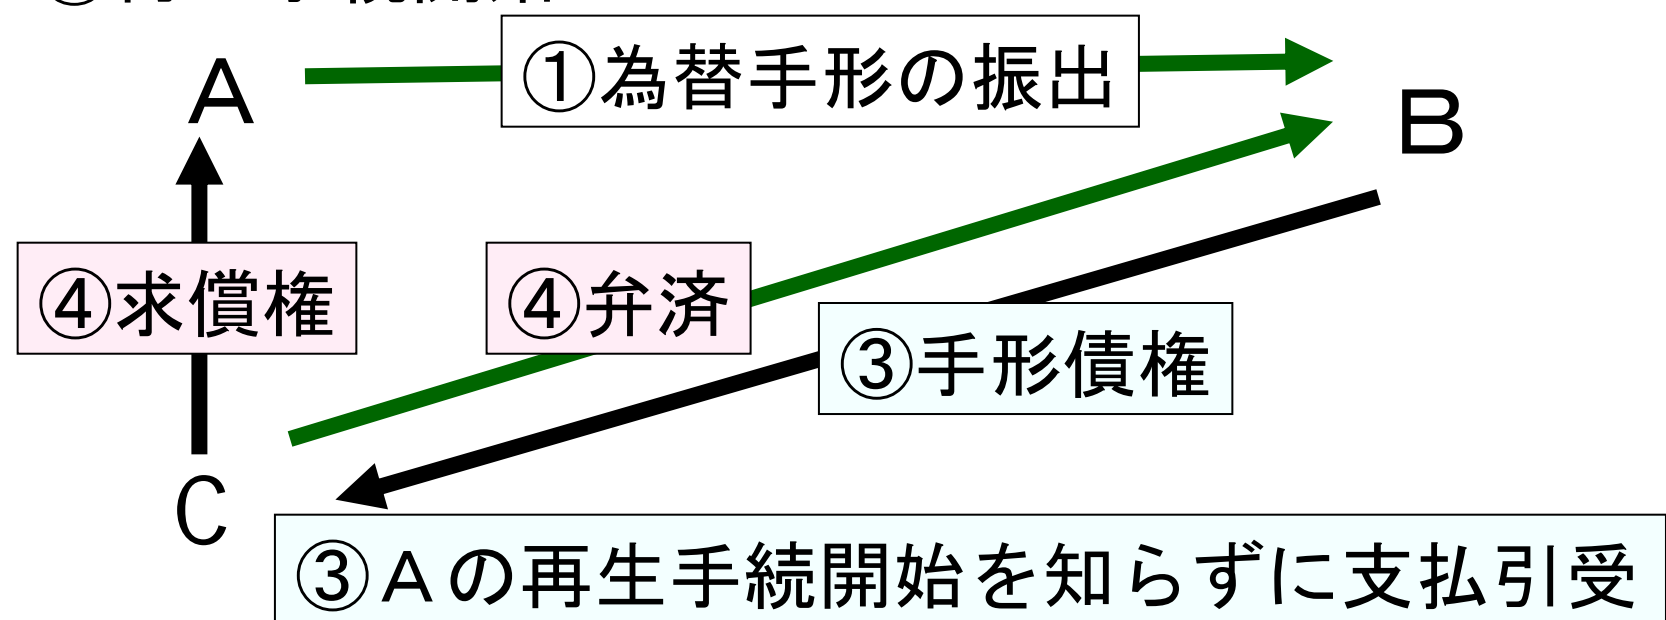 ①為替手形の振出
Ａ
Ｂ
④求償権
④弁済
③手形債権
Ｃ
③Ａの再生手続開始を知らずに支払引受